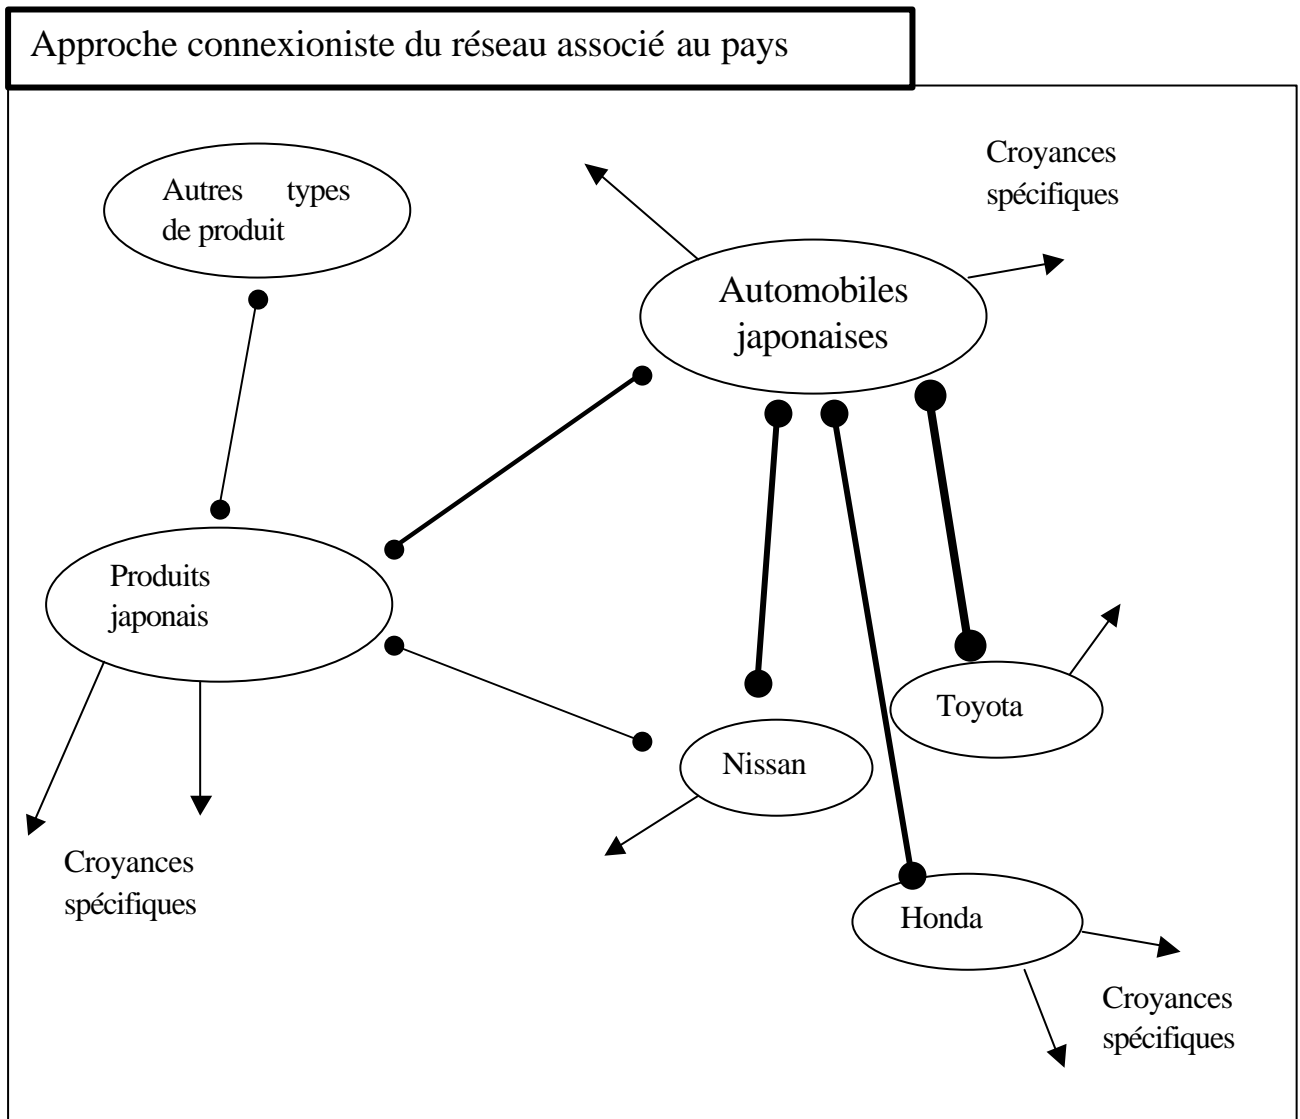 Approche connexioniste du réseau associé au pays
Croyances
spécifiques
Autres types
de produit
Automobiles
japonaises
Produits
japonais
Toyota
Nissan
Croyances
spécifiques
Honda
Croyances
spécifiques